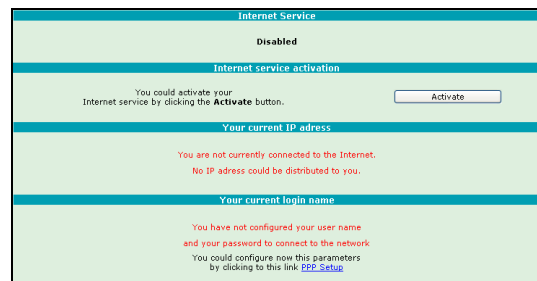 Internet Service
Disabled
Internet service activation
You could activate your
Internet service by clicking the Activate button.
Activate
Your current IP adress
You are not currently connected to the Internet.
No IP adress could be distributed to you.
Your current login name
You have not configured your user name
and your password to connect to the network
You could configure now this parameters
by clicking to this link PPP Setup